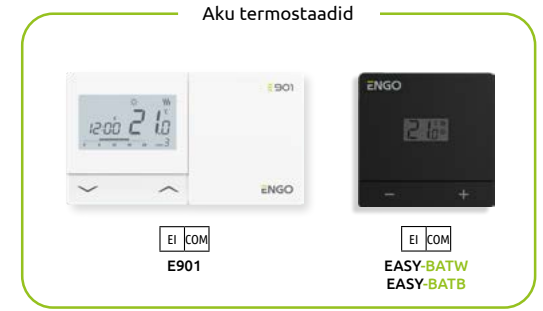 Aku termostaadid
E901
ENGO
12:00 21.0
ENGO
21.0
EI COM
E901
EI COM
EASY-BATW
EASY-BATB